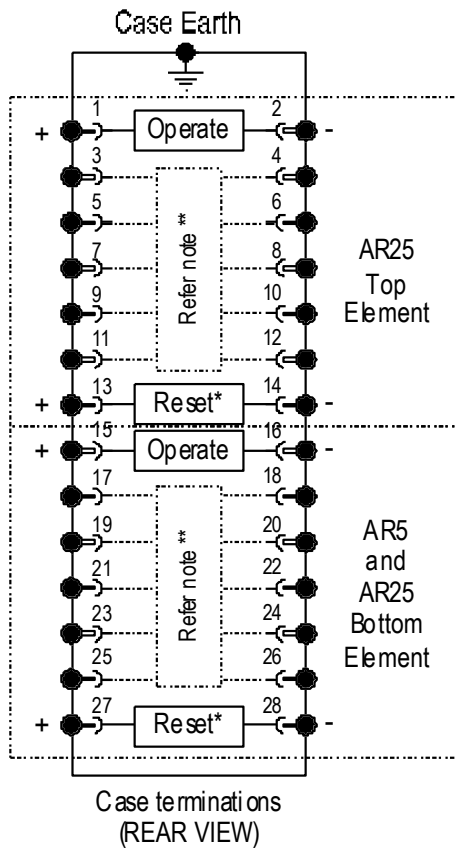 Case Earth
1 2
+ Operate -
3 4
5 6
7 8
9 10
11 12
Refer note **
AR25
Top
Element
13 14
+ Reset* -
15 16
+ Operate -
17 18
19 20
21 22
23 24
25 26
Refer note **
AR5
and
AR25
Bottom
Element
27 28
+ Reset* -
Case terminations
(REAR VIEW)